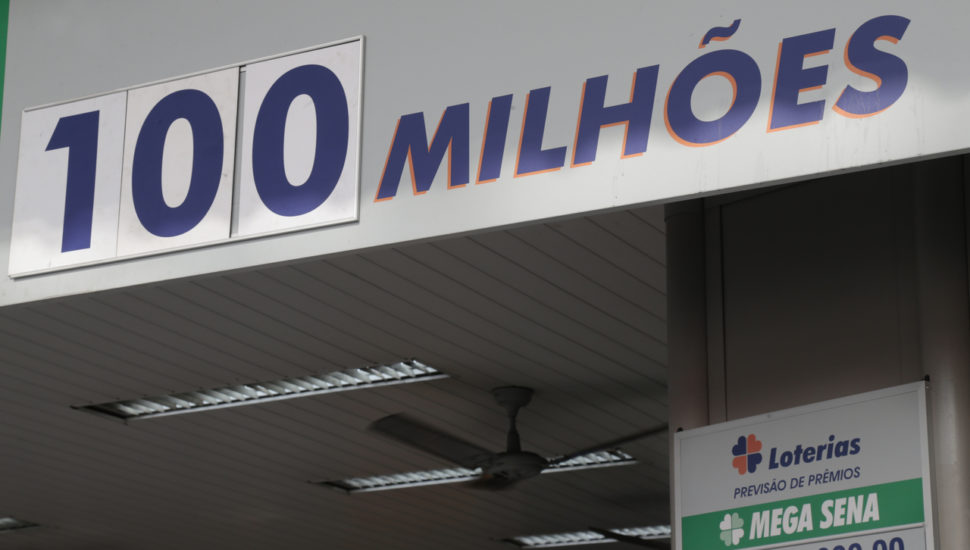 100 MILHÕES
Loterias
PREVISÃO DE PRÊMIOS
MEGA SENA